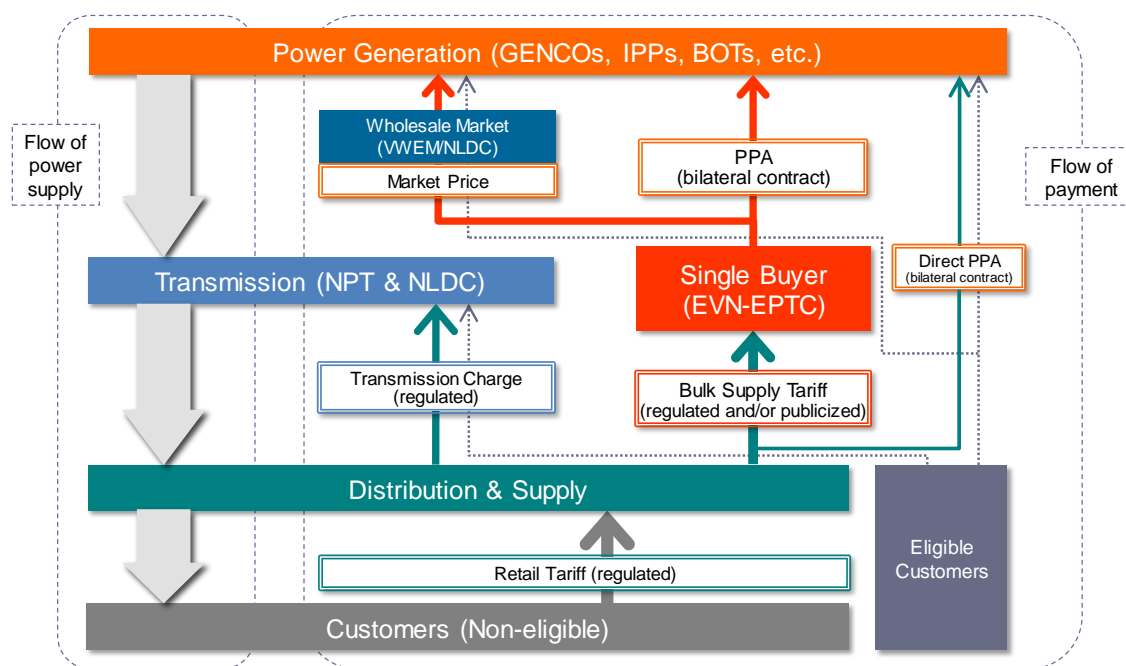 Power Generation (GENCOs, IPPs, BOTs, etc.)
Flow of
power
supply
Wholesale Market
(VWEM/NLDC)
Market Price
PPA
(bilateral contract)
Flow of
payment
Transmission (NPT & NLDC)
Single Buyer
(EVN-EPTC)
Direct PPA
(bilateral contract)
Transmission Charge
(regulated)
Bulk Supply Tariff
(regulated and/or publicized)
Distribution & Supply
Eligible
Customers
Retail Tariff (regulated)
Customers (Non-eligible)